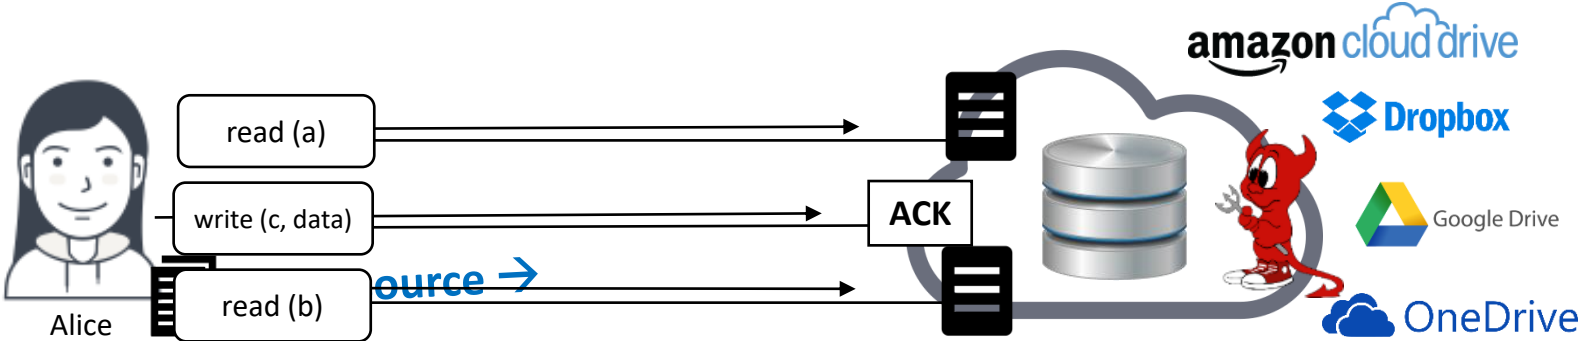 amazon cloud drive
Dropbox
read (a)
write (c, data)
ACK
Google Drive
ource →
read (b)
Alice
OneDrive